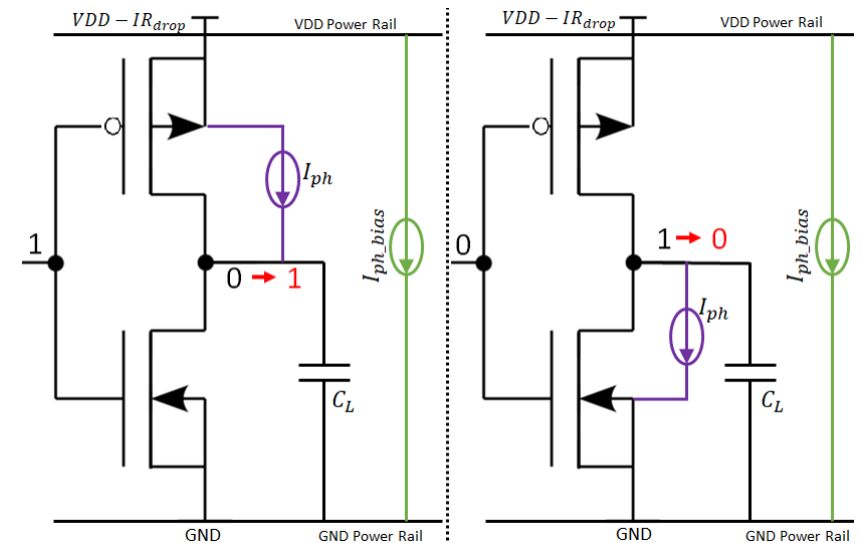 VDD − IR_drop
VDD Power Rail
I_ph
1
0 → 1
I_ph_bias
C_L
GND
GND Power Rail
VDD − IR_drop
VDD Power Rail
0
1 → 0
I_ph
I_ph_bias
C_L
GND
GND Power Rail